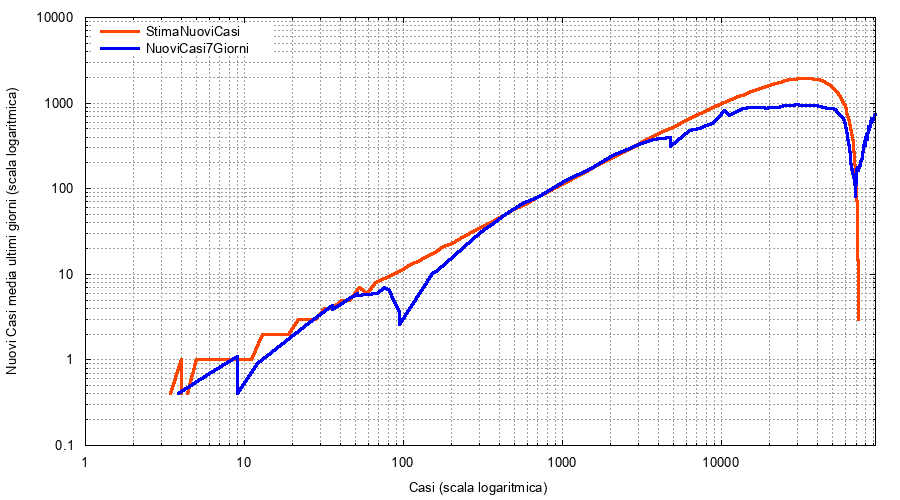 StimaNuoviCasi
NuoviCasi7Giorni
10000
1000
100
10
1
0.1
Nuovi Casi media ultimi giorni (scala logaritmica)
1
10
100
1000
10000
Casi (scala logaritmica)